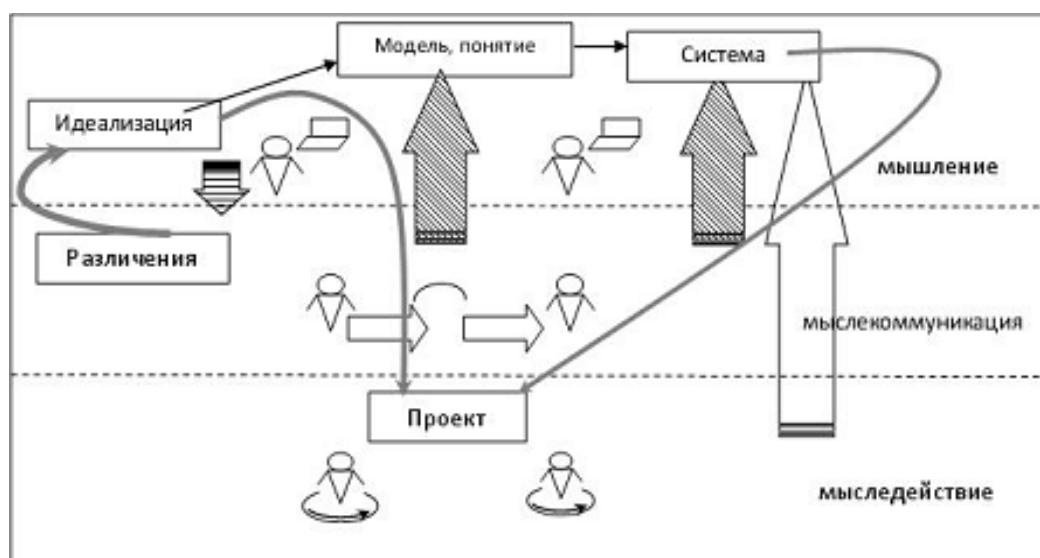 Модель, понятие
Система
Идеализация
мышление
Различения
мыслекоммуникация
Проект
мыследействие